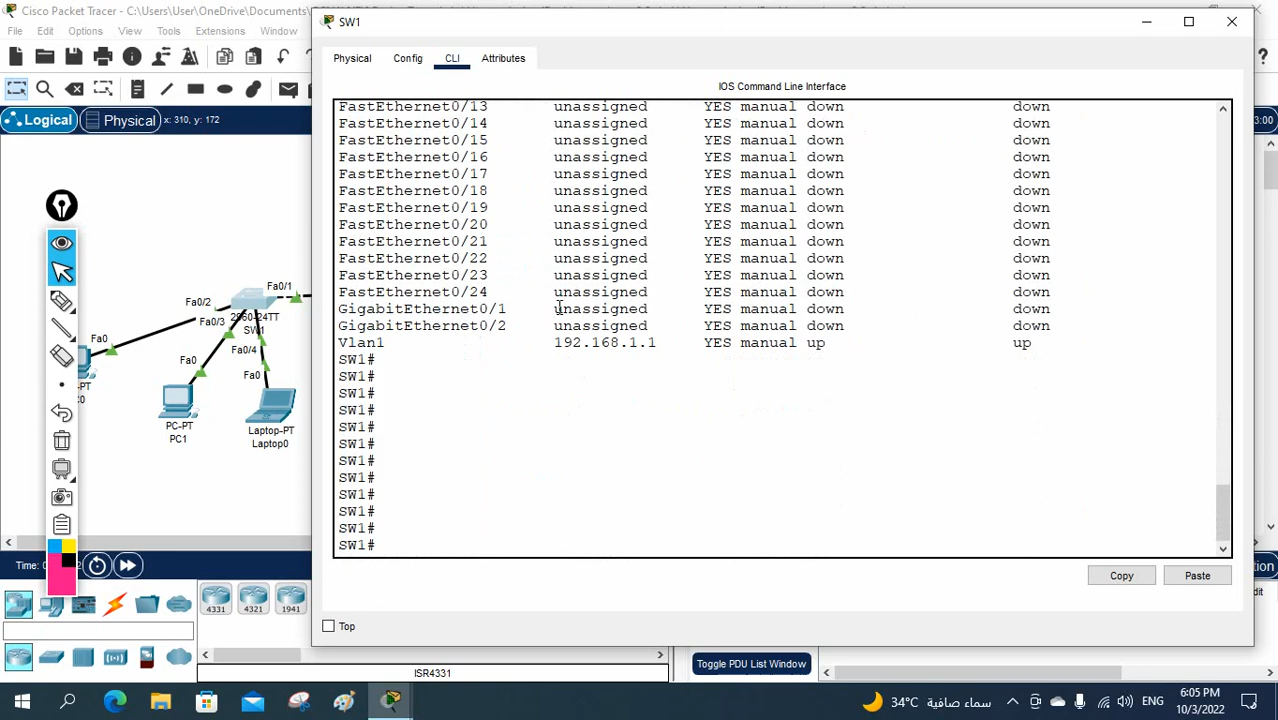 Cisco Packet Tracer - C:\Users\User\OneDrive\Documents
SW1
File Edit Options View Tools Extensions Window
Physical Config CLI Attributes
IOS Command Line Interface
Logical Physical x: 310, y: 172
3:00
FastEthernet0/13 unassigned YES manual down down
FastEthernet0/14 unassigned YES manual down down
FastEthernet0/15 unassigned YES manual down down
FastEthernet0/16 unassigned YES manual down down
FastEthernet0/17 unassigned YES manual down down
FastEthernet0/18 unassigned YES manual down down
FastEthernet0/19 unassigned YES manual down down
FastEthernet0/20 unassigned YES manual down down
FastEthernet0/21 unassigned YES manual down down
FastEthernet0/22 unassigned YES manual down down
FastEthernet0/23 unassigned YES manual down down
FastEthernet0/24 unassigned YES manual down down
GigabitEthernet0/1 unassigned YES manual down down
GigabitEthernet0/2 unassigned YES manual down down
Vlan1 192.168.1.1 YES manual up up
SW1#
SW1#
SW1#
SW1#
SW1#
SW1#
SW1#
SW1#
SW1#
SW1#
SW1#
SW1#
Fa0/1
Fa0/2
2960-24TT
Fa0/3
SW1
Fa0
Fa0/4
Fa0
Fa0
PC-PT
PC1
Laptop-PT
Laptop0
Copy Paste
Top
Time:
4331 4321 1941
ISR4331
Toggle PDU List Window
34°C سماء صافية
ENG
6:05 PM
10/3/2022